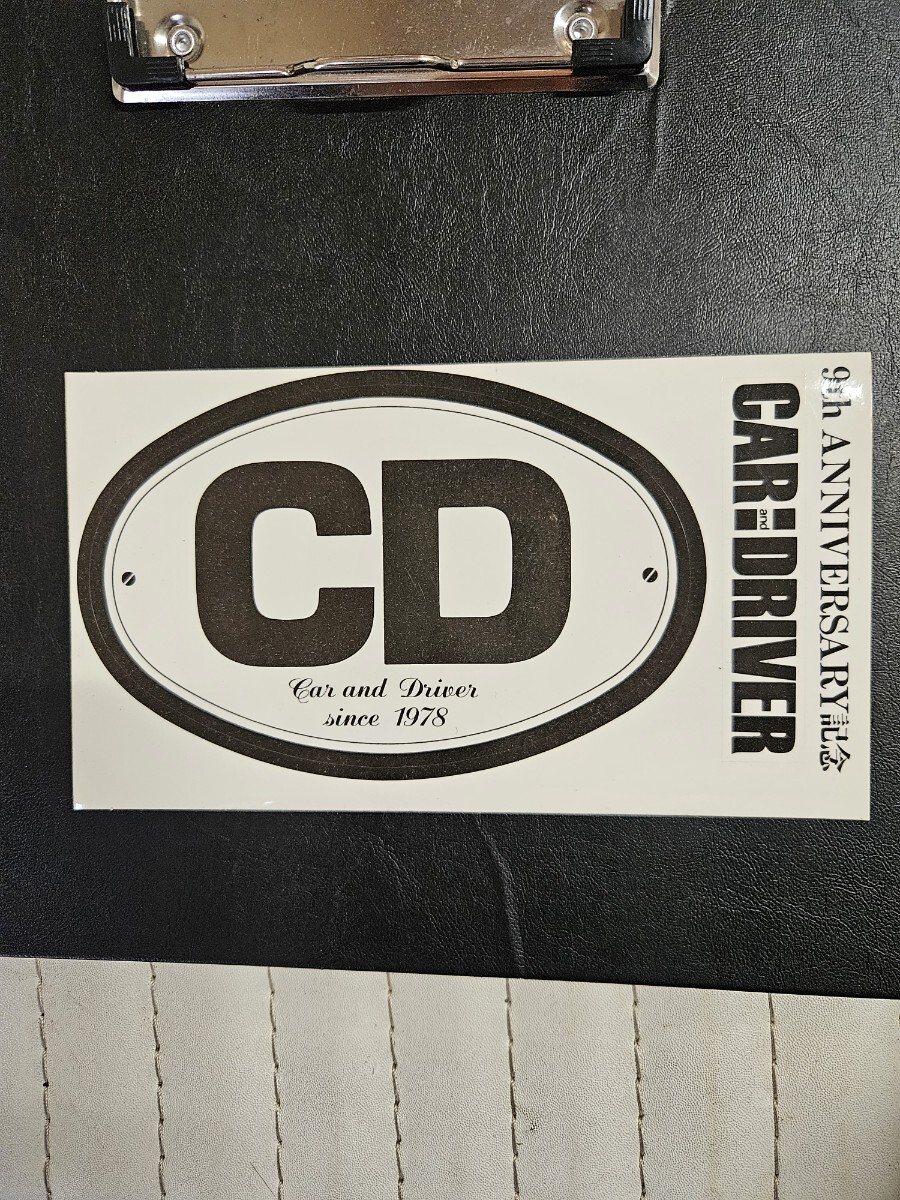 CD
Car and Driver
since 1978
9th ANNIVERSARY記念
CAR and DRIVER